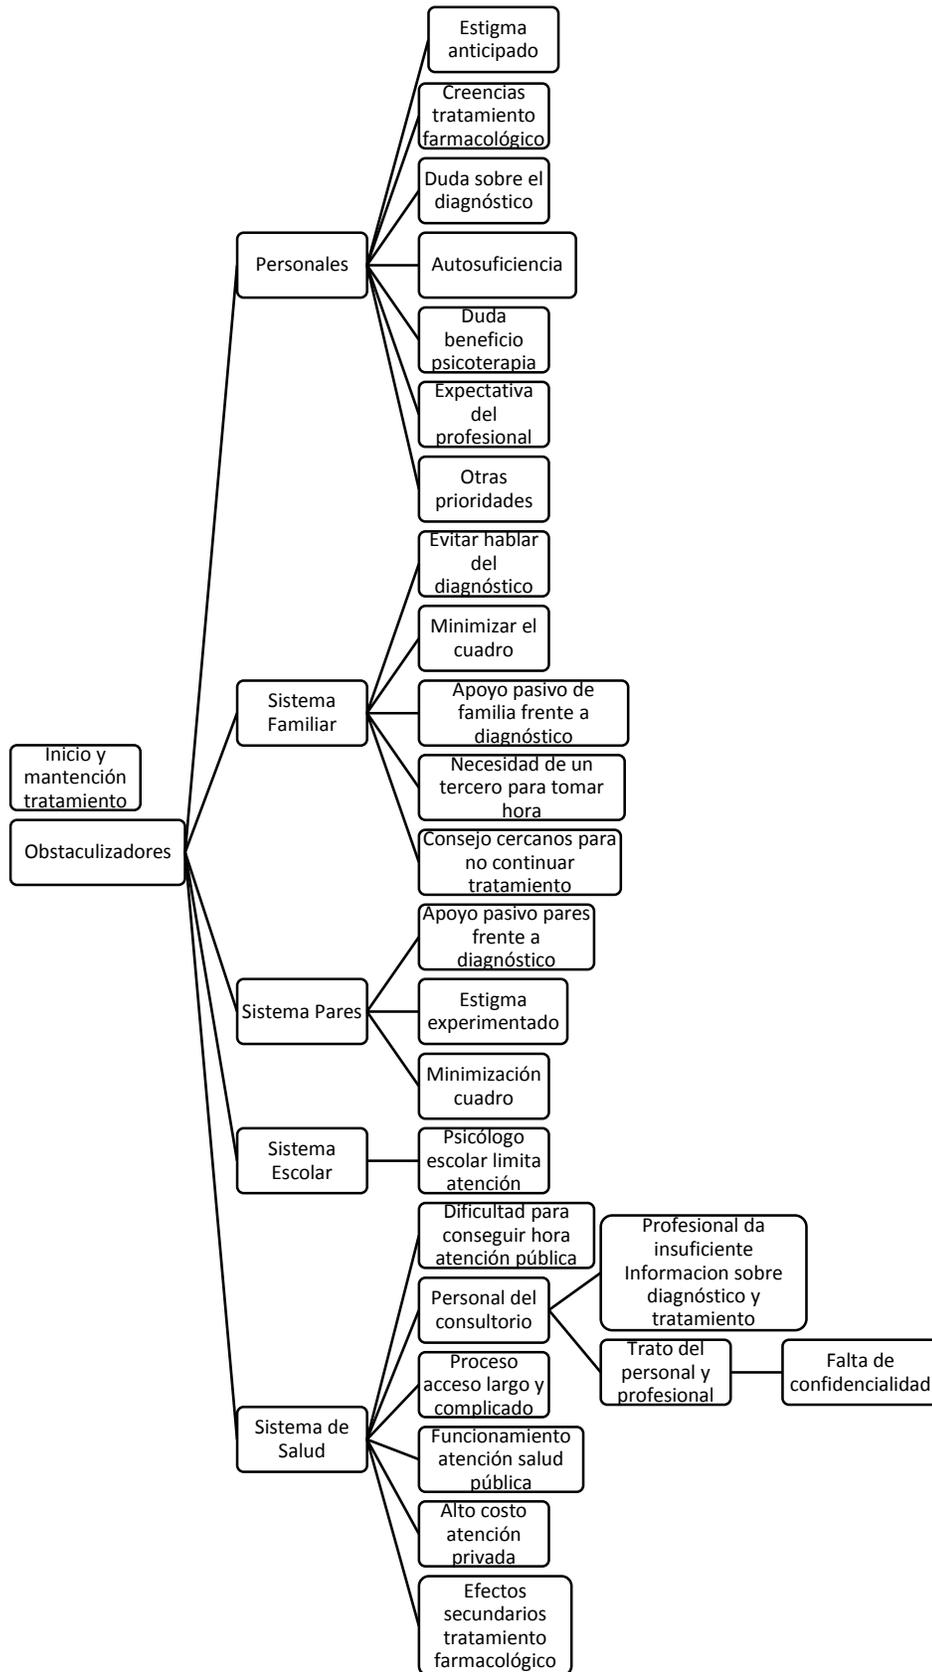 Estigma
anticipado
Creencias
tratamiento
farmacológico
Duda sobre el
diagnóstico
Personales
Autosuficiencia
Duda
beneficio
psicoterapia
Expectativa
del
profesional
Otras
prioridades
Evitar hablar
del
diagnóstico
Minimizar el
cuadro
Sistema
Familiar
Apoyo pasivo de
familia frente a
diagnóstico
Inicio y
mantención
tratamiento
Necesidad de un
tercero para tomar
hora
Obstaculizadores
Consejo cercanos para
no continuar
tratamiento
Apoyo pasivo pares
frente a
diagnóstico
Sistema Pares
Estigma
experimentado
Minimización
cuadro
Sistema
Escolar
Psicólogo
escolar limita
atención
Dificultad para
conseguir hora
atención pública
Personal del
consultorio
Profesional da
insuficiente
Informacion sobre
diagnóstico y
tratamiento
Trato del
personal y
profesional
Falta de
confidencialidad
Proceso
acceso largo y
complicado
Sistema de
Salud
Funcionamiento
atención salud
pública
Alto costo
atención
privada
Efectos
secundarios
tratamiento
farmacológico